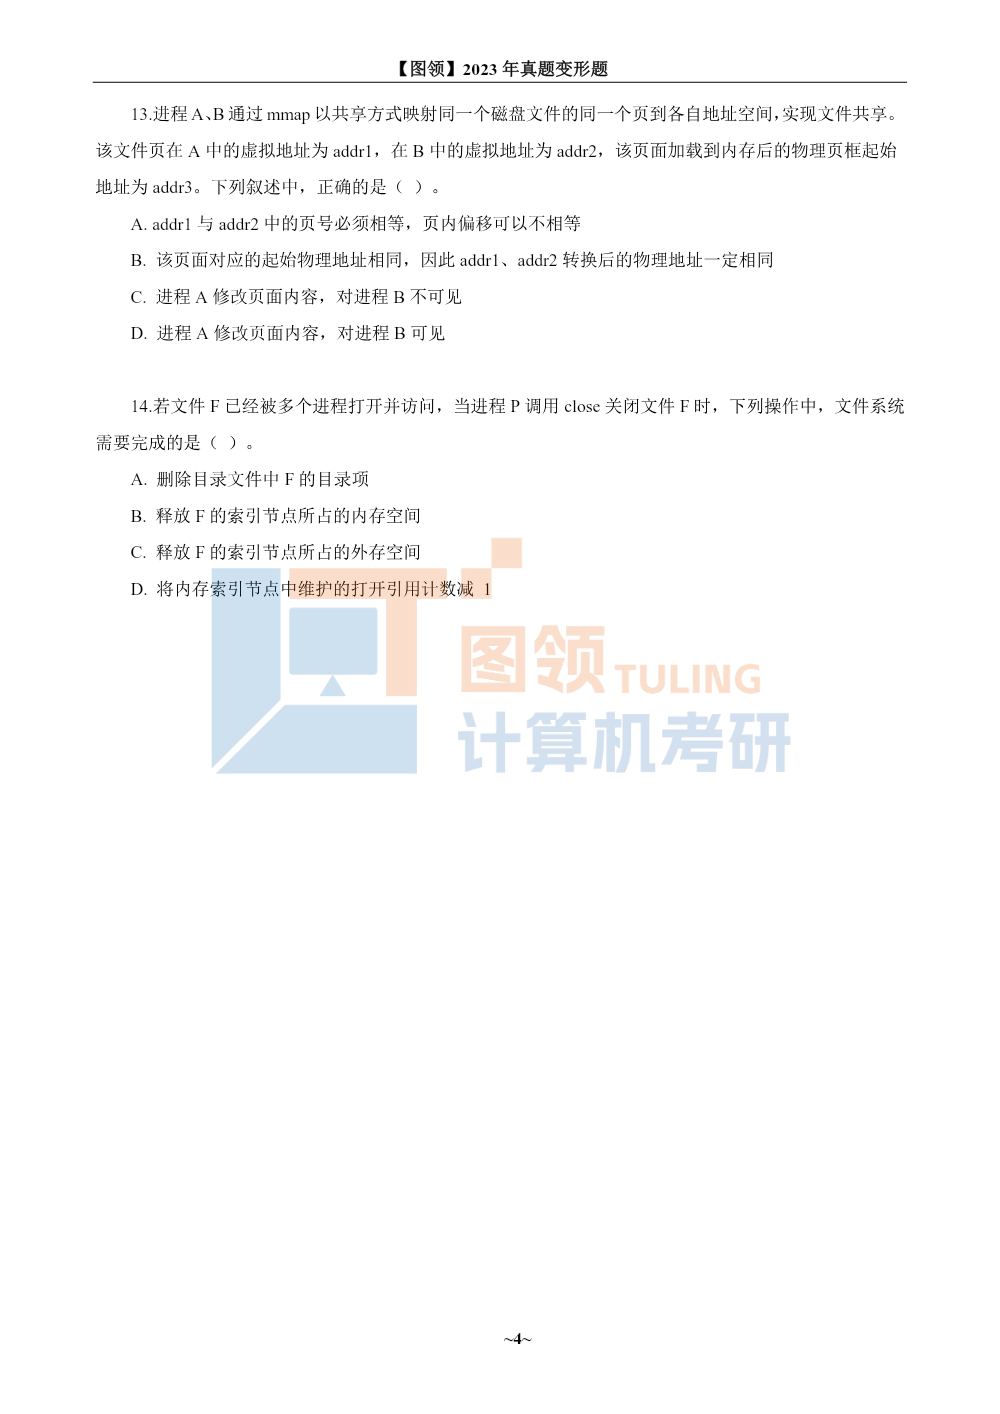 【图领】2023 年真题变形题
13.进程 A、B 通过 mmap 以共享方式映射同一个磁盘文件的同一个页到各自地址空间，实现文件共享。
该文件页在 A 中的虚拟地址为 addr1，在 B 中的虚拟地址为 addr2，该页面加载到内存后的物理页框起始
地址为 addr3。下列叙述中，正确的是（ ）。
A. addr1 与 addr2 中的页号必须相等，页内偏移可以不相等
B. 该页面对应的起始物理地址相同，因此 addr1、addr2 转换后的物理地址一定相同
C. 进程 A 修改页面内容，对进程 B 不可见
D. 进程 A 修改页面内容，对进程 B 可见
14.若文件 F 已经被多个进程打开并访问，当进程 P 调用 close 关闭文件 F 时，下列操作中，文件系统
需要完成的是（ ）。
A. 删除目录文件中 F 的目录项
B. 释放 F 的索引节点所占的内存空间
C. 释放 F 的索引节点所占的外存空间
D. 将内存索引节点中维护的打开引用计数减 1
图领 TULING
计算机考研
~4~